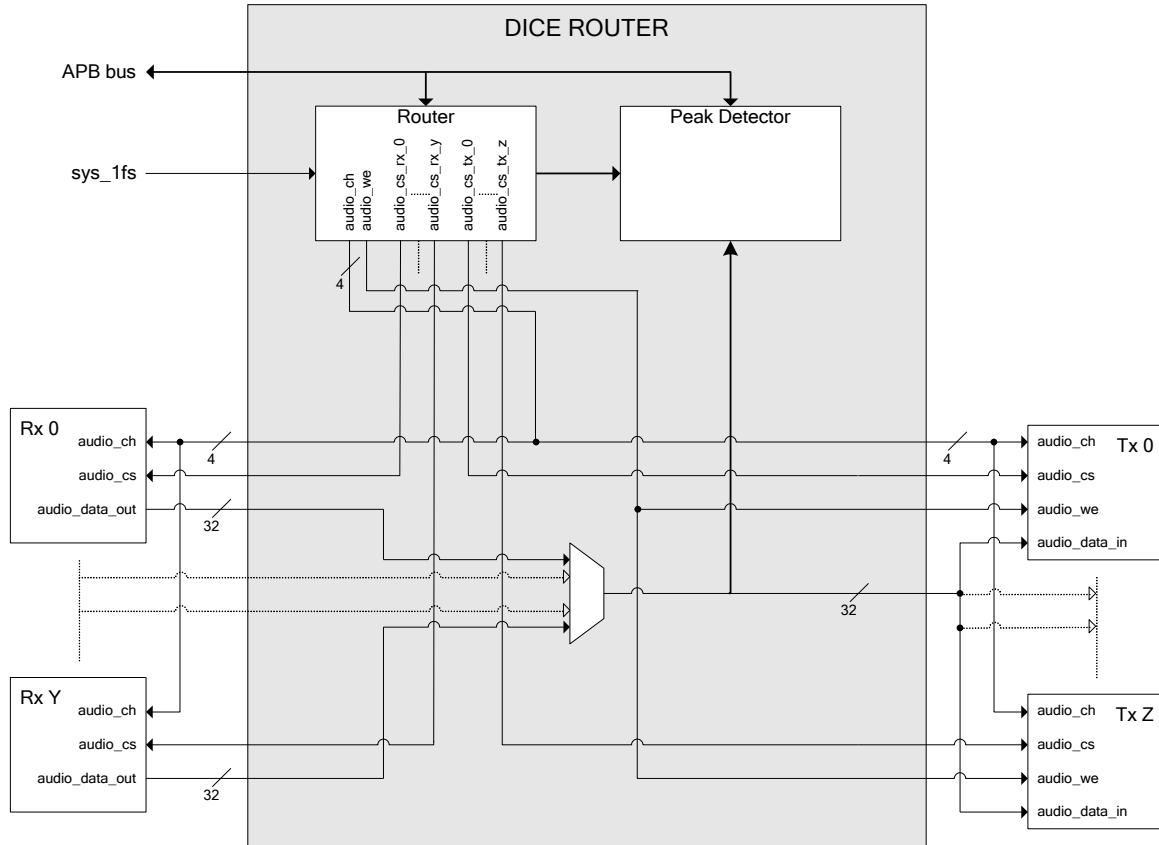 DICE ROUTER
APB bus
Router
Peak Detector
sys_1fs
audio_ch
audio_we
audio_cs_rx_0
audio_cs_rx_y
audio_cs_tx_0
audio_cs_tx_z
4
Rx 0
audio_ch
4
audio_cs
audio_data_out
32
4
Tx 0
audio_ch
audio_cs
audio_we
audio_data_in
32
Rx Y
audio_ch
audio_cs
audio_data_out
32
Tx Z
audio_ch
audio_cs
audio_we
audio_data_in